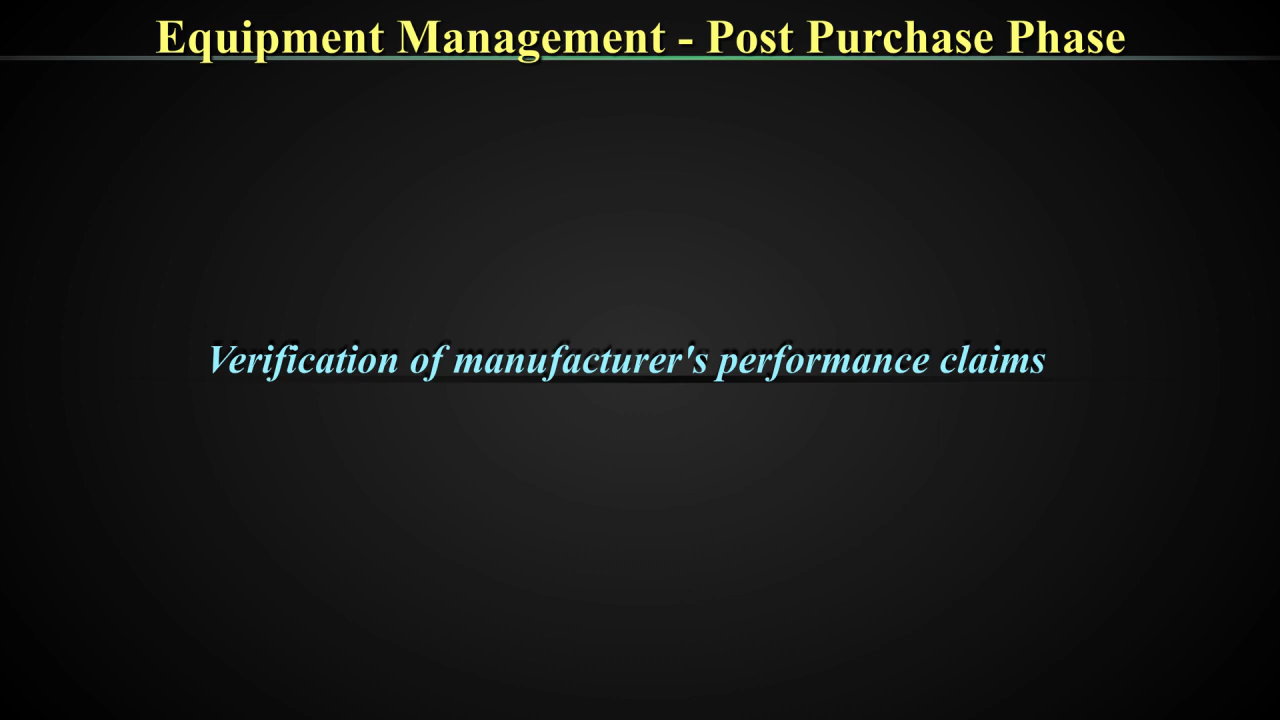 Equipment Management - Post Purchase Phase
Verification of manufacturer's performance claims